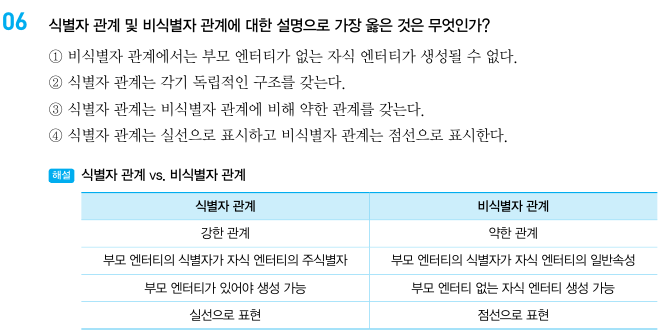 06 식별자 관계 및 비식별자 관계에 대한 설명으로 가장 옳은 것은 무엇인가?
① 비식별자 관계에서는 부모 엔터티가 없는 자식 엔터티가 생성될 수 없다.
② 식별자 관계는 각기 독립적인 구조를 갖는다.
③ 식별자 관계는 비식별자 관계에 비해 약한 관계를 갖는다.
④ 식별자 관계는 실선으로 표시하고 비식별자 관계는 점선으로 표시한다.
해설 식별자 관계 vs. 비식별자 관계
식별자 관계 비식별자 관계
강한 관계 약한 관계
부모 엔터티의 식별자가 자식 엔터티의 주식별자 부모 엔터티의 식별자가 자식 엔터티의 일반속성
부모 엔터티가 있어야 생성 가능 부모 엔터티 없는 자식 엔터티 생성 가능
실선으로 표현 점선으로 표현